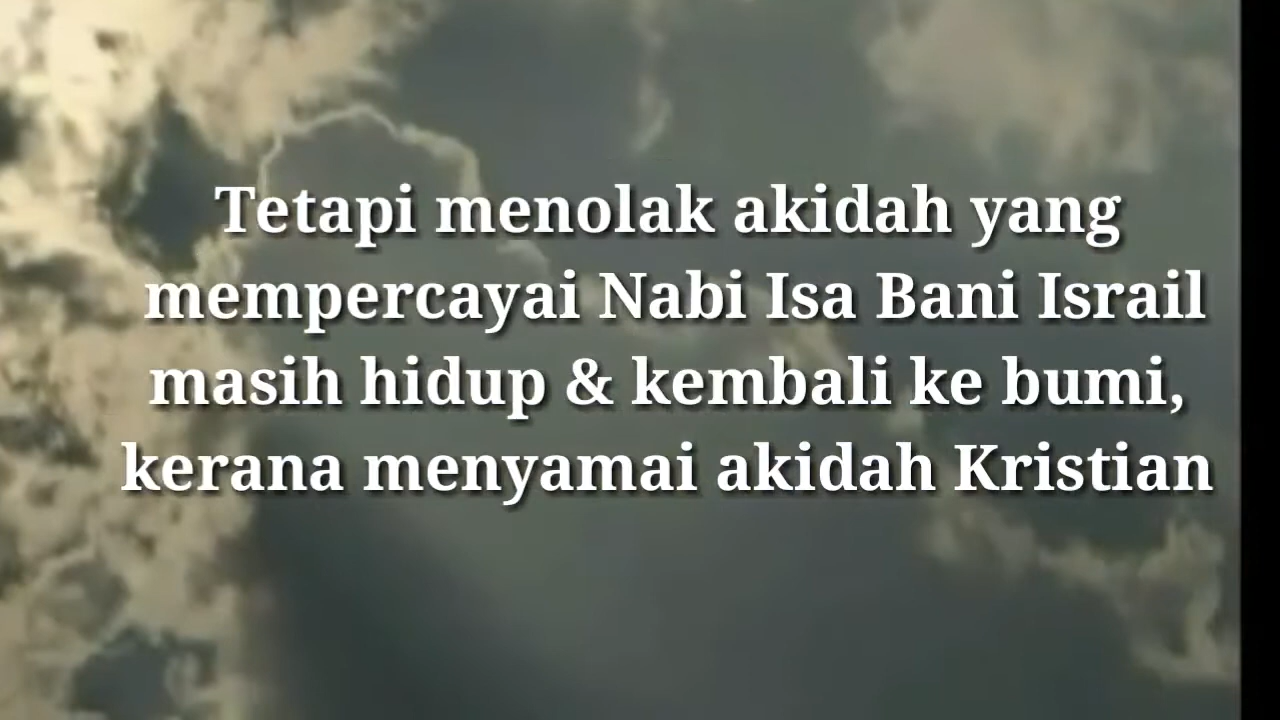 Tetapi menolak akidah yang
mempercayai Nabi Isa Bani Israil
masih hidup & kembali ke bumi,
kerana menyamai akidah Kristian